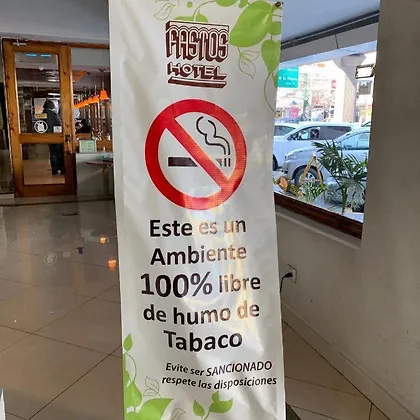 FASTOS
HOTEL
Este es un
Ambiente
100% libre
de humo de
Tabaco
Evite ser SANCIONADO
respete las disposiciones